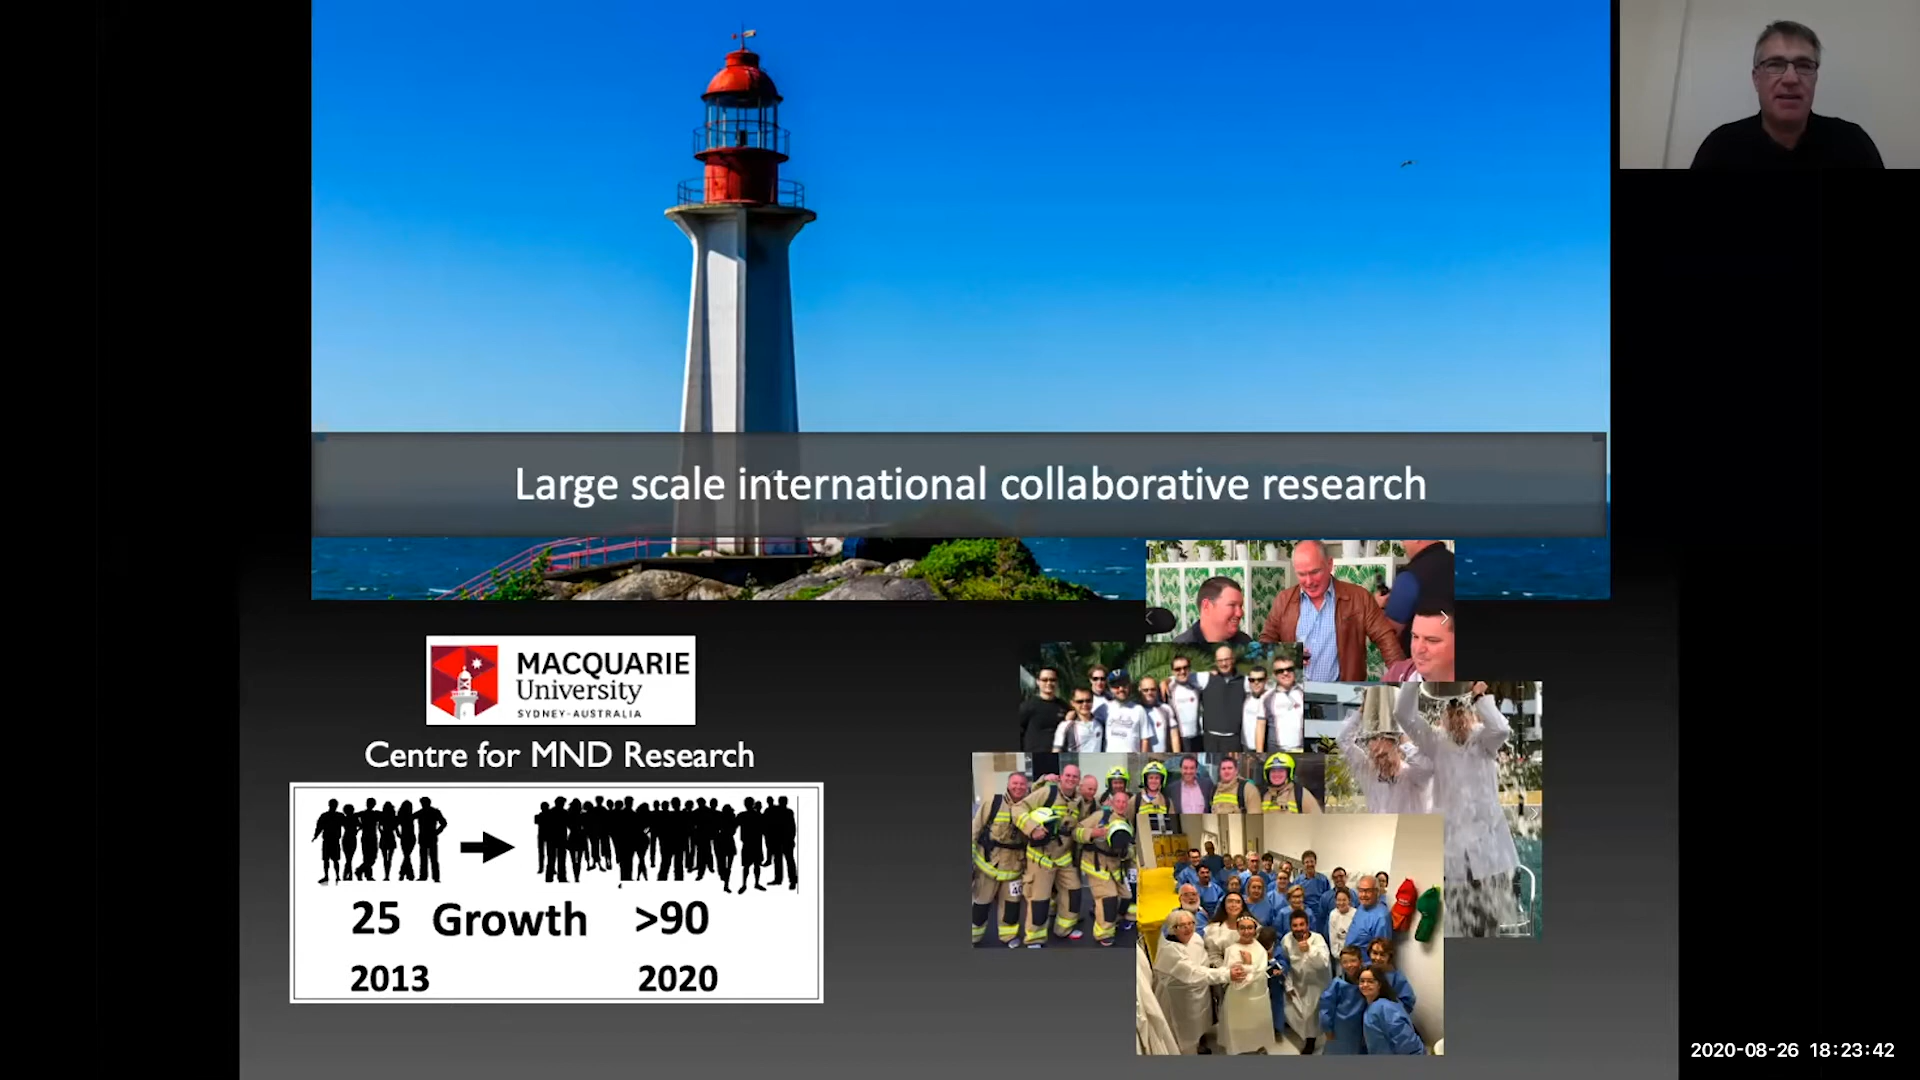 Large scale international collaborative research
MACQUARIE
University
SYDNEY-AUSTRALIA
Centre for MND Research
25 Growth >90
2013 2020
2020-08-26 18:23:42